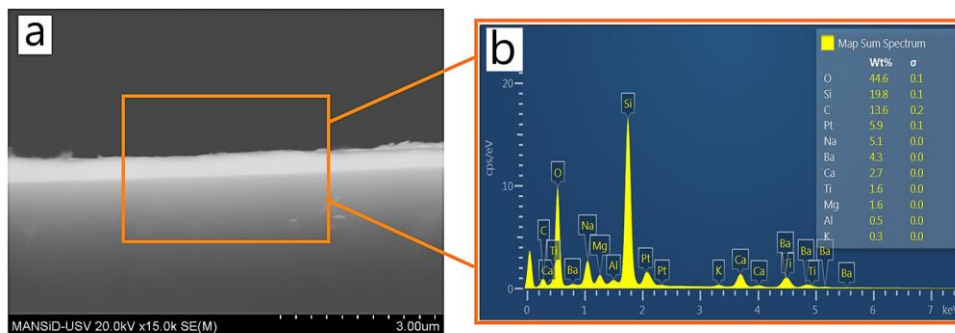 a
MANSiD-USV 20.0kV x15.0k SE(M)
3.00um
b
Map Sum Spectrum
Wt% σ
O 44.6 0.1
Si 19.8 0.1
C 13.6 0.2
Pt 5.9 0.1
Na 5.1 0.0
Ba 4.3 0.0
Ca 2.7 0.0
Ti 1.6 0.0
Mg 1.6 0.0
Al 0.5 0.0
K 0.3 0.0
20
cps/eV
10
0
Si
O
Na
C
Ti
Mg
Ca
Ba
Al
Pt
Pt
K
Ca
Ca
Ba
Ti
Ba
Ti
Ba
Ba
0 1 2 3 4 5 6 7 keV